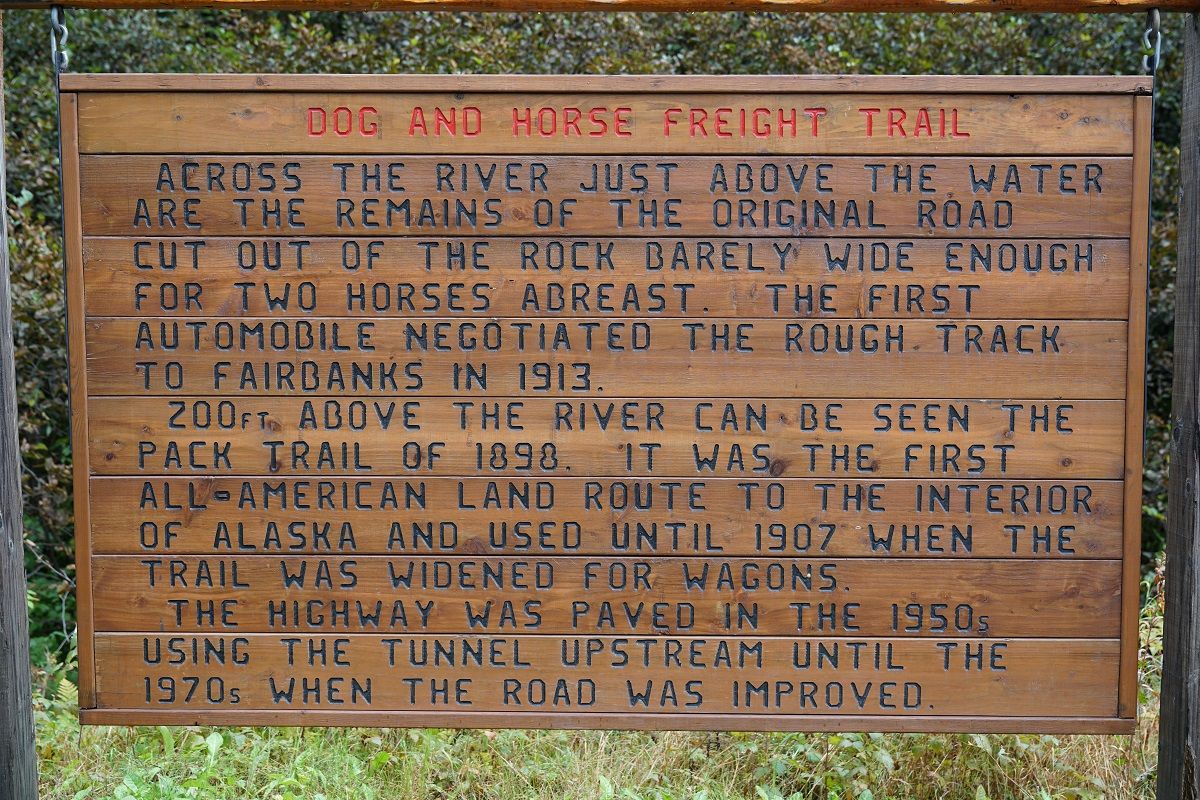 DOG AND HORSE FREIGHT TRAIL
ACROSS THE RIVER JUST ABOVE THE WATER
ARE THE REMAINS OF THE ORIGINAL ROAD
CUT OUT OF THE ROCK BARELY WIDE ENOUGH
FOR TWO HORSES ABREAST. THE FIRST
AUTOMOBILE NEGOTIATED THE ROUGH TRACK
TO FAIRBANKS IN 1913.
200FT. ABOVE THE RIVER CAN BE SEEN THE
PACK TRAIL OF 1898. IT WAS THE FIRST
ALL-AMERICAN LAND ROUTE TO THE INTERIOR
OF ALASKA AND USED UNTIL 1907 WHEN THE
TRAIL WAS WIDENED FOR WAGONS.
THE HIGHWAY WAS PAVED IN THE 1950s
USING THE TUNNEL UPSTREAM UNTIL THE
1970s WHEN THE ROAD WAS IMPROVED.